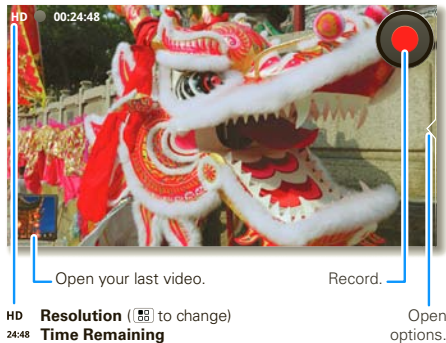 HD 00:24:48
Open your last video. Record.
HD Resolution ( to change)
24:48 Time Remaining
Open
options.